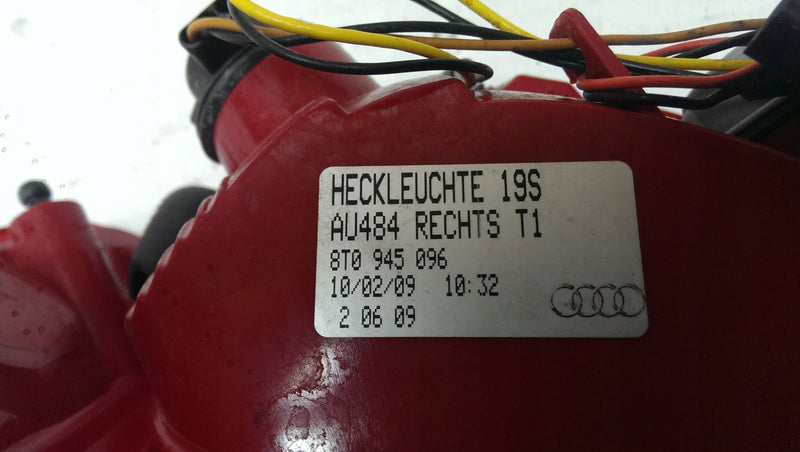 HECKLEUCHTE 19S
AU484 RECHTS T1
8T0 945 096
10/02/09 10:32
2 06 09